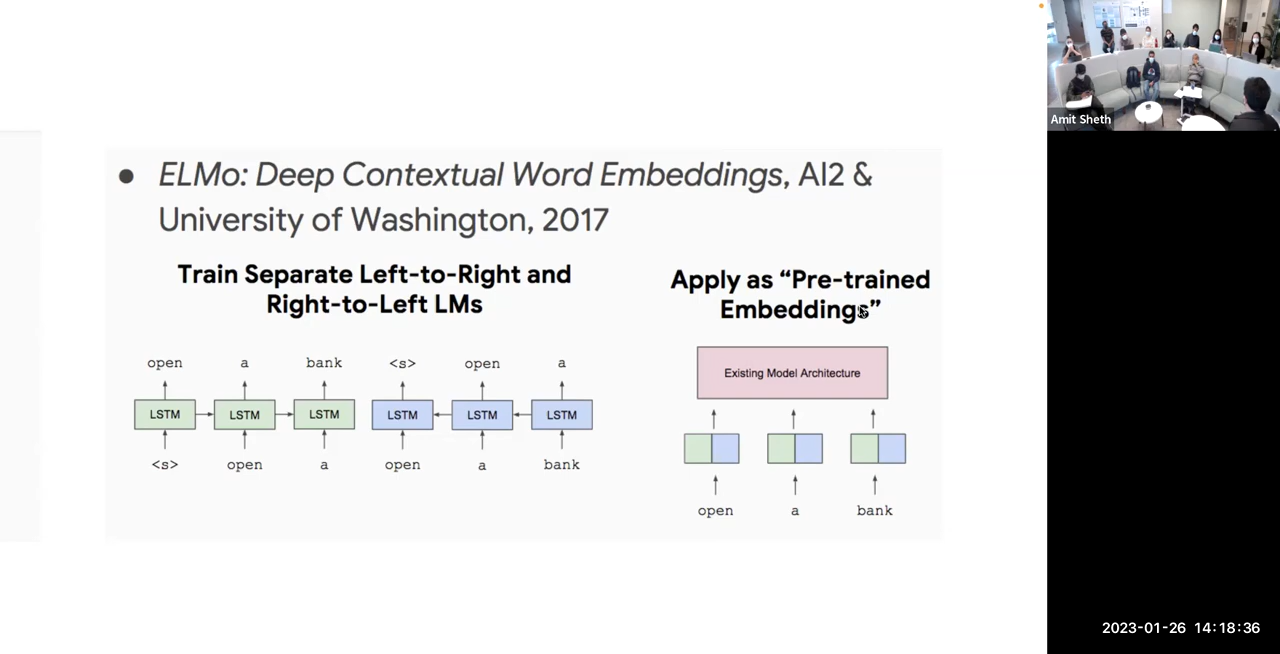 ● ELMo: Deep Contextual Word Embeddings, AI2 &
University of Washington, 2017
Train Separate Left-to-Right and
Right-to-Left LMs
open a bank <s> open a
LSTM LSTM LSTM LSTM LSTM LSTM
<s> open a open a bank
Apply as “Pre-trained
Embeddings”
Existing Model Architecture
open a bank
Amit Sheth
2023-01-26 14:18:36